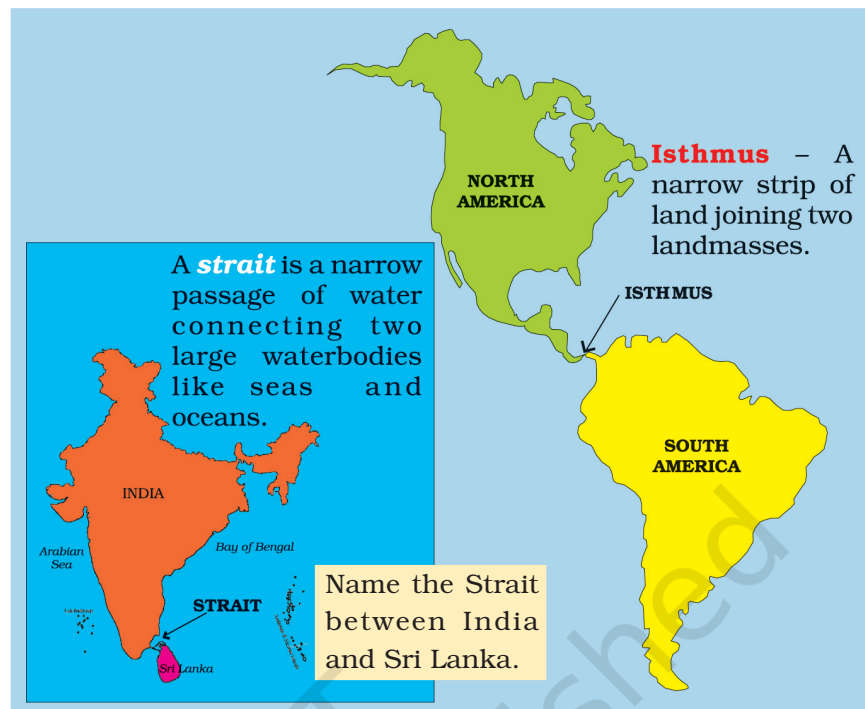 Isthmus – A
narrow strip of
land joining two
landmasses.
NORTH
AMERICA
ISTHMUS
SOUTH
AMERICA
A strait is a narrow
passage of water
connecting two
large waterbodies
like seas and
oceans.
INDIA
Arabian
Sea
Bay of Bengal
STRAIT
Sri Lanka
Name the Strait
between India
and Sri Lanka.
shed